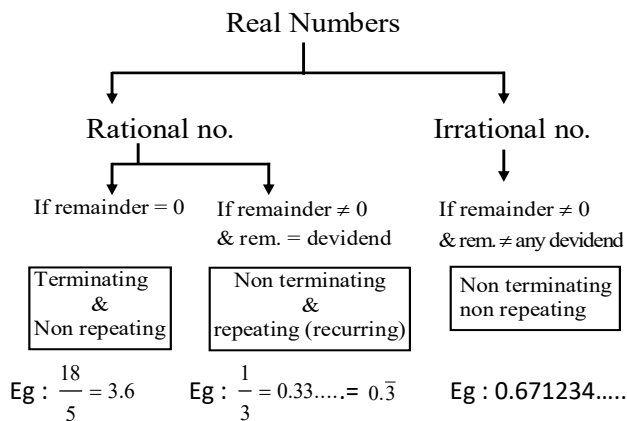 Real Numbers
Rational no.
Irrational no.
If remainder = 0
If remainder ≠ 0
& rem. = devidend
If remainder ≠ 0
& rem. ≠ any devidend
Terminating
&
Non repeating
Non terminating
&
repeating (recurring)
Non terminating
non repeating
Eg : 18/5 = 3.6
Eg : 1/3 = 0.33.....= 0.3̅
Eg : 0.671234.....